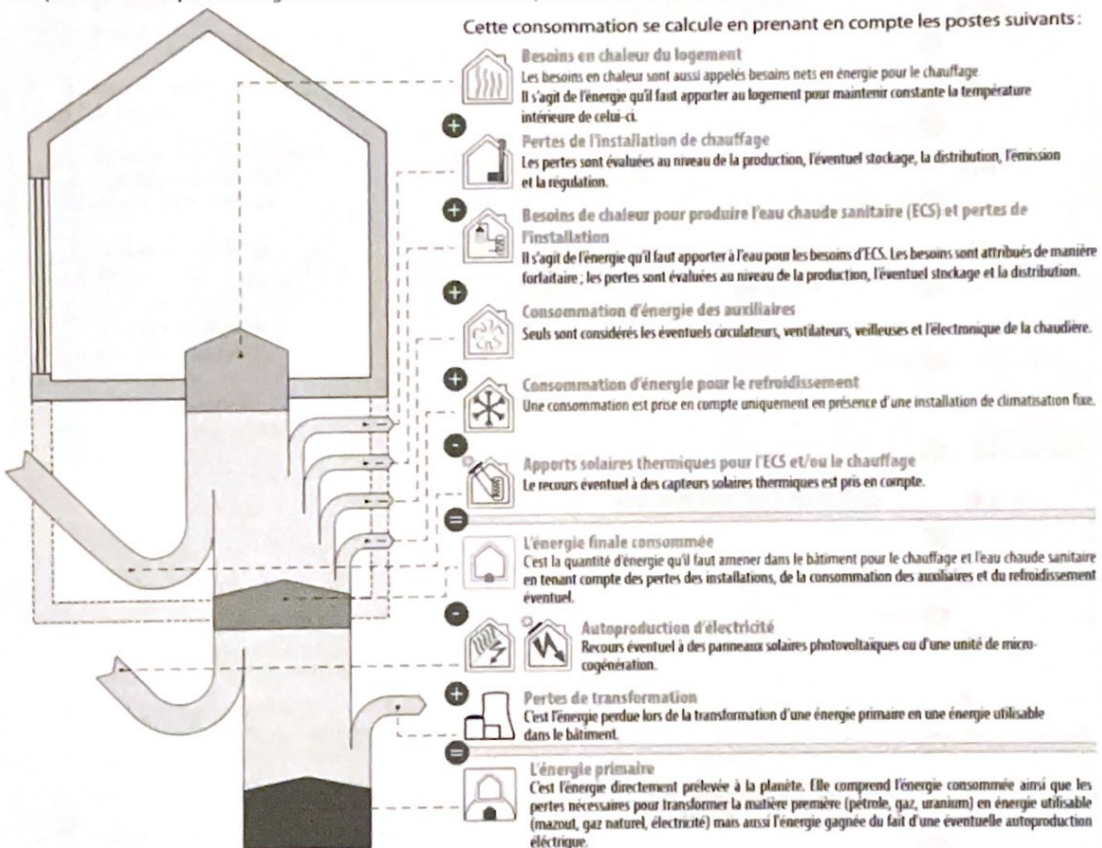 Cette consommation se calcule en prenant en compte les postes suivants :
Besoins en chaleur du logement
Les besoins en chaleur sont aussi appelés besoins nets en énergie pour le chauffage
Il s'agit de l'énergie qu'il faut apporter au logement pour maintenir constante la température
intérieure de celui-ci.
+
Pertes de l'installation de chauffage
Les pertes sont évaluées au niveau de la production, l'éventuel stockage, la distribution, l'émission
et la régulation.
+
Besoins de chaleur pour produire l'eau chaude sanitaire (ECS) et pertes de
l'installation
Il s'agit de l'énergie qu'il faut apporter à l'eau pour les besoins d'ECS. Les besoins sont attribués de manière
forfaitaire ; les pertes sont évaluées au niveau de la production, l'éventuel stockage et la distribution.
+
Consommation d'énergie des auxiliaires
Seuls sont considérés les éventuels circulateurs, ventilateurs, veilleuses et l'électronique de la chaudière.
+
Consommation d'énergie pour le refroidissement
Une consommation est prise en compte uniquement en présence d'une installation de climatisation fixe.
-
Apports solaires thermiques pour l'ECS et/ou le chauffage
Le recours éventuel à des capteurs solaires thermiques est pris en compte.
=
L'énergie finale consommée
C'est la quantité d'énergie qu'il faut amener dans le bâtiment pour le chauffage et l'eau chaude sanitaire
en tenant compte des pertes des installations, de la consommation des auxiliaires et du refroidissement
éventuel.
-
Autoproduction d'électricité
Recours éventuel à des panneaux solaires photovoltaïques ou d'une unité de micro-
cogénération.
+
Pertes de transformation
C'est l'énergie perdue lors de la transformation d'une énergie primaire en une énergie utilisable
dans le bâtiment.
=
L'énergie primaire
C'est l'énergie directement prélevée à la planète. Elle comprend l'énergie consommée ainsi que les
pertes nécessaires pour transformer la matière première (pétrole, gaz, uranium) en énergie utilisable
(mazout, gaz naturel, électricité) mais aussi l'énergie gagnée du fait d'une éventuelle autoproduction
éléctrique.